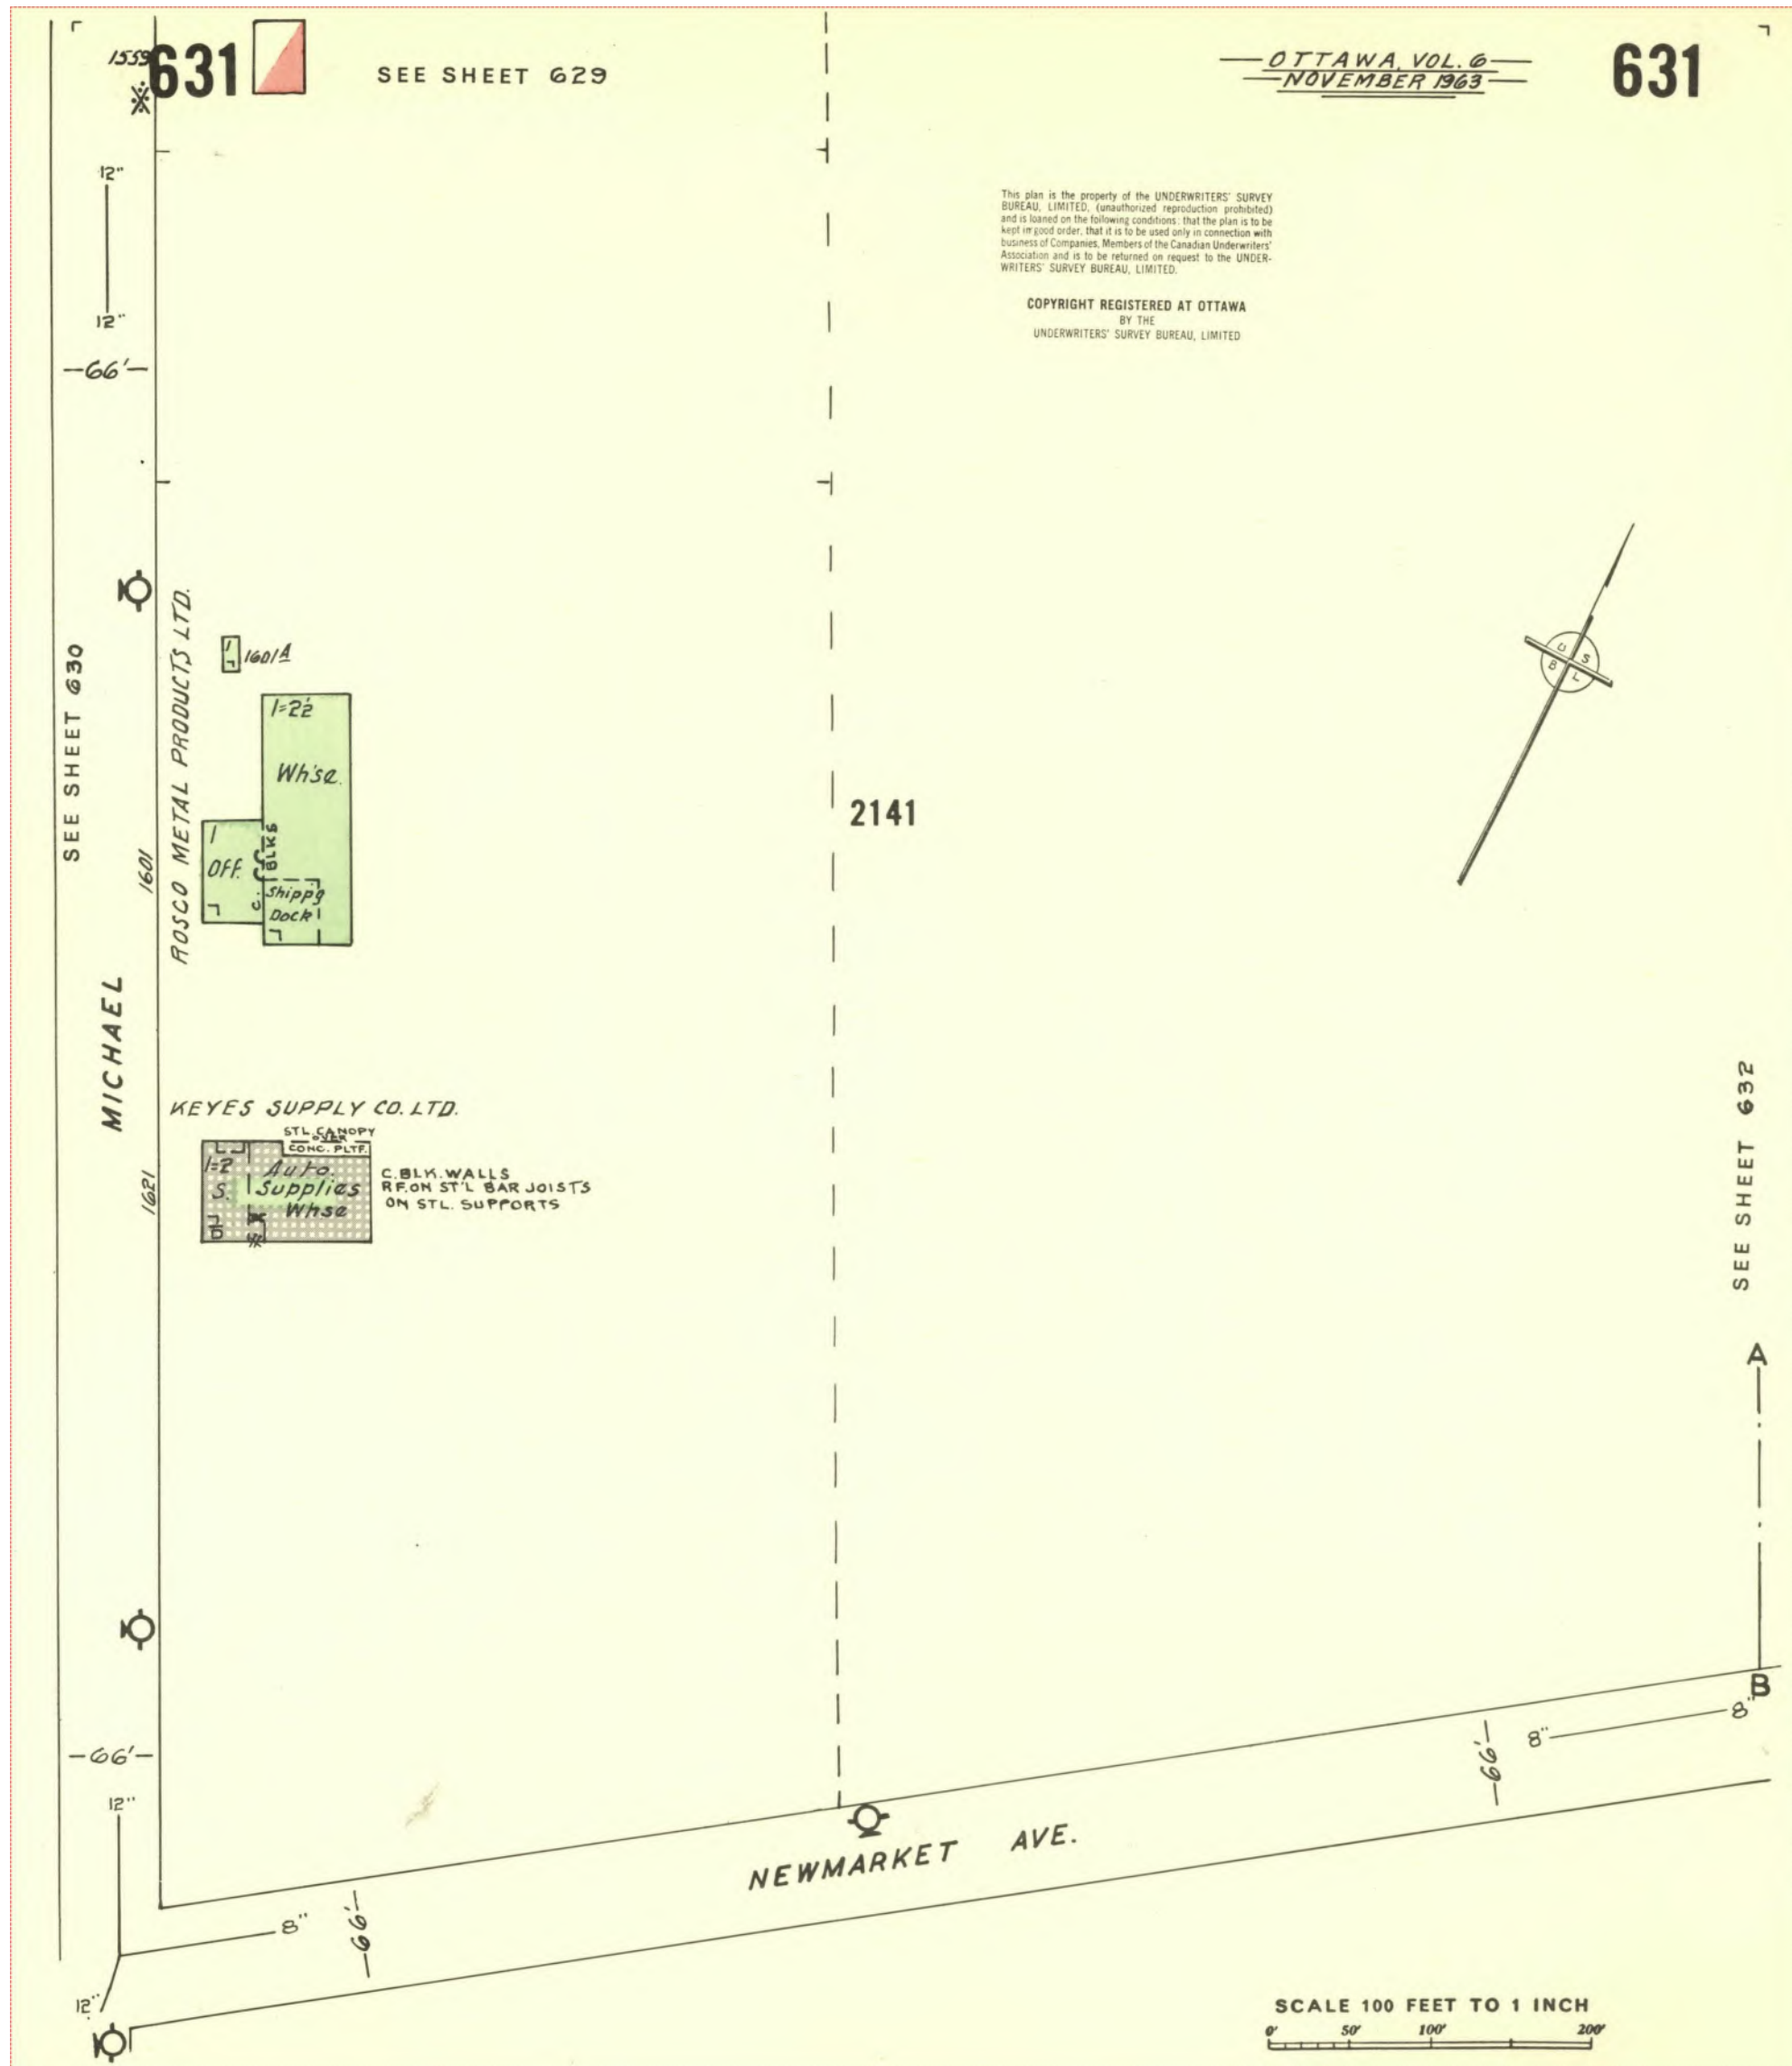 1559
631
SEE SHEET 629
OTTAWA, VOL. 6
NOVEMBER 1963
631
12"
12"
-66'-
This plan is the property of the UNDERWRITERS' SURVEY
BUREAU, LIMITED, (unauthorized reproduction prohibited)
and is loaned on the following conditions: that the plan is to be
kept in good order, that it is to be used only in connection with
business of Companies, Members of the Canadian Underwriters'
Association and is to be returned on request to the UNDER-
WRITERS' SURVEY BUREAU, LIMITED.
COPYRIGHT REGISTERED AT OTTAWA
BY THE
UNDERWRITERS' SURVEY BUREAU, LIMITED
U S
B L
SEE SHEET 630
ROSCO METAL PRODUCTS LTD.
1
1601A
1=2½
Wh'se.
1
OFF.
C. BLKS
Shipp'g
Dock
1601
2141
MICHAEL
KEYES SUPPLY CO. LTD.
STL. CANOPY
OVER
CONC. PLTF.
1=2
S.
Auto.
Supplies
Whse
C. BLK. WALLS
RF. ON ST'L BAR JOISTS
ON STL. SUPPORTS
1621
SEE SHEET 632
A
B
-66'-
12"
8"
8"
-66'-
NEWMARKET AVE.
8"
-66'-
12"
SCALE 100 FEET TO 1 INCH
0' 50' 100' 200'